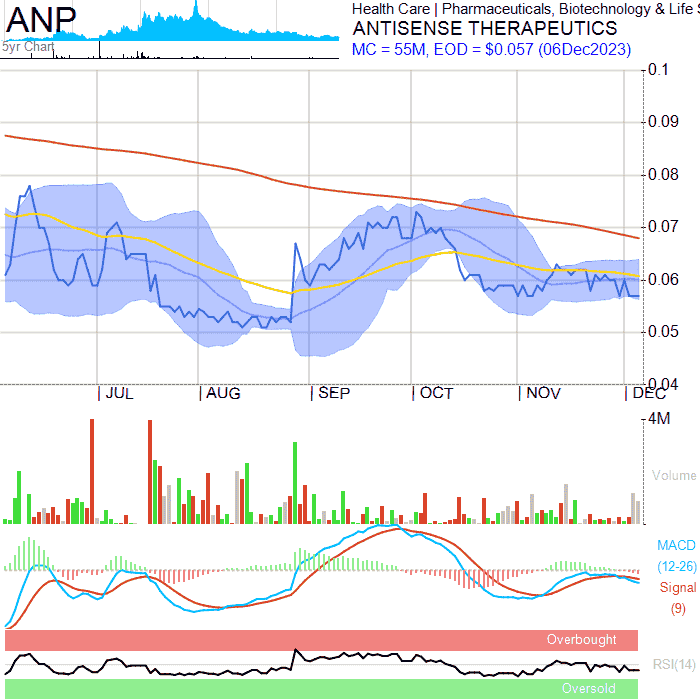 ANP
5yr Chart
Health Care | Pharmaceuticals, Biotechnology & Life S
ANTISENSE THERAPEUTICS
MC = 55M, EOD = $0.057 (06Dec2023)
0.1
0.09
0.08
0.07
0.06
0.05
0.04
JUL AUG SEP OCT NOV DEC
4M
Volume
MACD
(12-26)
Signal
(9)
Overbought
RSI(14)
Oversold